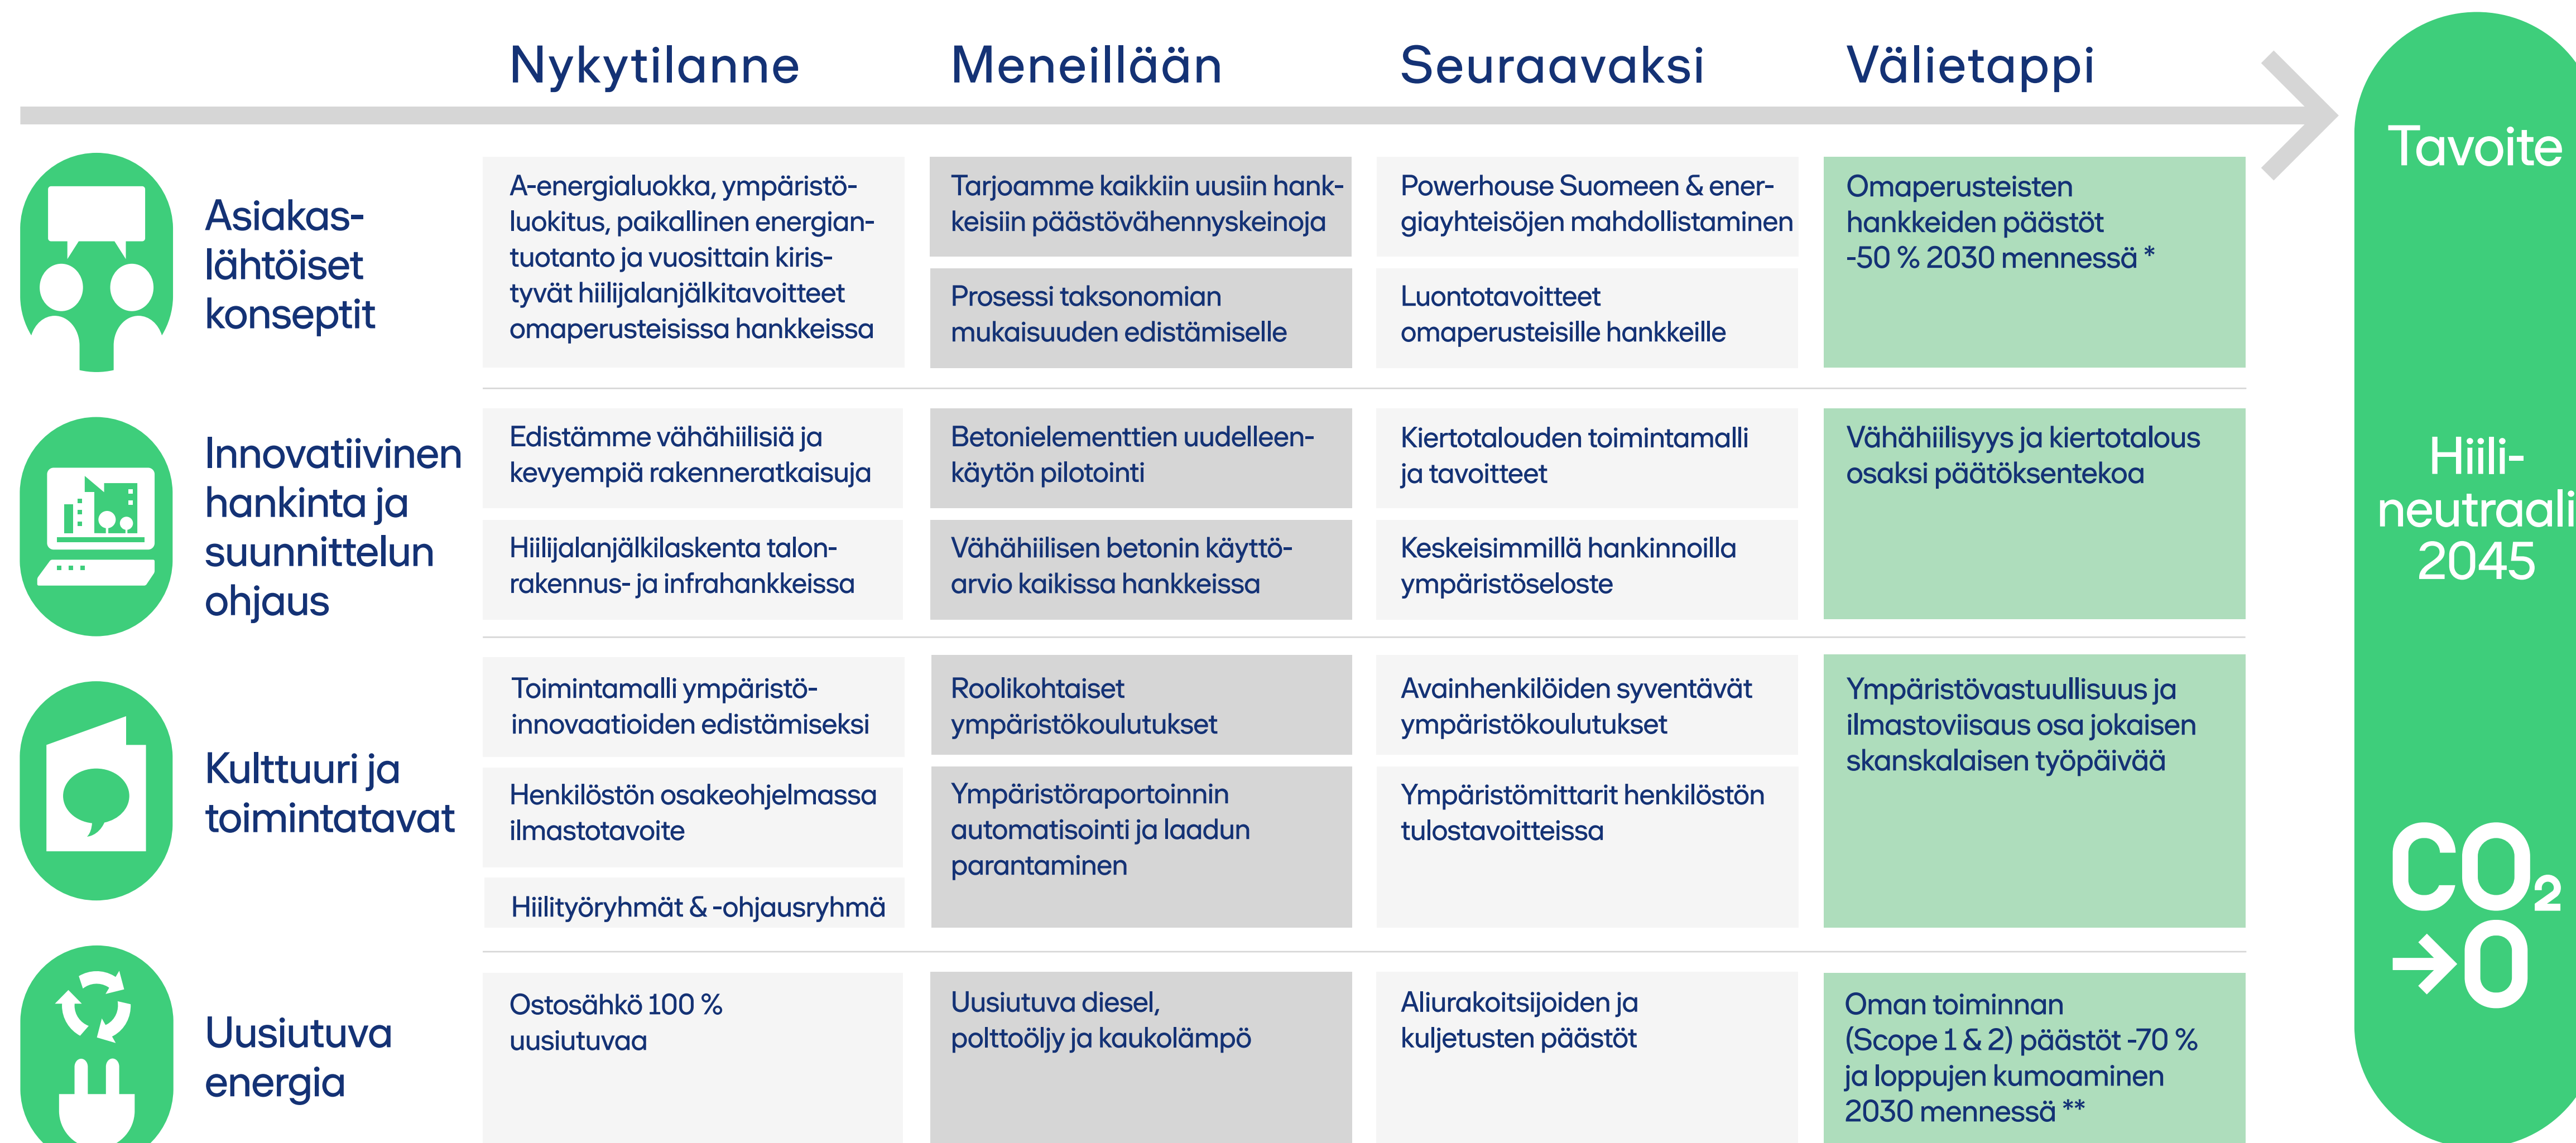 Nykytilanne
Meneillään
Seuraavaksi
Välietappi
Asiakas-
lähtöiset
konseptit
A-energialuokka, ympäristö-
luokitus, paikallinen energian-
tuotanto ja vuosittain kiris-
tyvät hiilijalanjälkitavoitteet
omaperusteisissa hankkeissa
Tarjoamme kaikkiin uusiin hank-
keisiin päästövähennyskeinoja
Prosessi taksonomian
mukaisuuden edistämiselle
Powerhouse Suomeen & ener-
giayhteisöjen mahdollistaminen
Luontotavoitteet
omaperusteisille hankkeille
Omaperusteisten
hankkeiden päästöt
-50 % 2030 mennessä *
Innovatiivinen
hankinta ja
suunnittelun
ohjaus
Edistämme vähähiilisiä ja
kevyempiä rakenneratkaisuja
Hiilijalanjälkilaskenta talon-
rakennus- ja infrahankkeissa
Betonielementtien uudelleen-
käytön pilotointi
Vähähiilisen betonin käyttö-
arvio kaikissa hankkeissa
Kiertotalouden toimintamalli
ja tavoitteet
Keskeisimmillä hankinnoilla
ympäristöseloste
Vähähiilisyys ja kiertotalous
osaksi päätöksentekoa
Kulttuuri ja
toimintatavat
Toimintamalli ympäristö-
innovaatioiden edistämiseksi
Henkilöstön osakeohjelmassa
ilmastotavoite
Hiilityöryhmät & -ohjausryhmä
Roolikohtaiset
ympäristökoulutukset
Ympäristöraportoinnin
automatisointi ja laadun
parantaminen
Avainhenkilöiden syventävät
ympäristökoulutukset
Ympäristömittarit henkilöstön
tulostavoitteissa
Ympäristövastuullisuus ja
ilmastoviisaus osa jokaisen
skanskalaisen työpäivää
Uusiutuva
energia
Ostosähkö 100 %
uusiutuvaa
Uusiutuva diesel,
polttoöljy ja kaukolämpö
Aliurakoitsijoiden ja
kuljetusten päästöt
Oman toiminnan
(Scope 1 & 2) päästöt -70 %
ja loppujen kumoaminen
2030 mennessä **
Tavoite
Hiili-
neutraali
2045
CO₂
→0